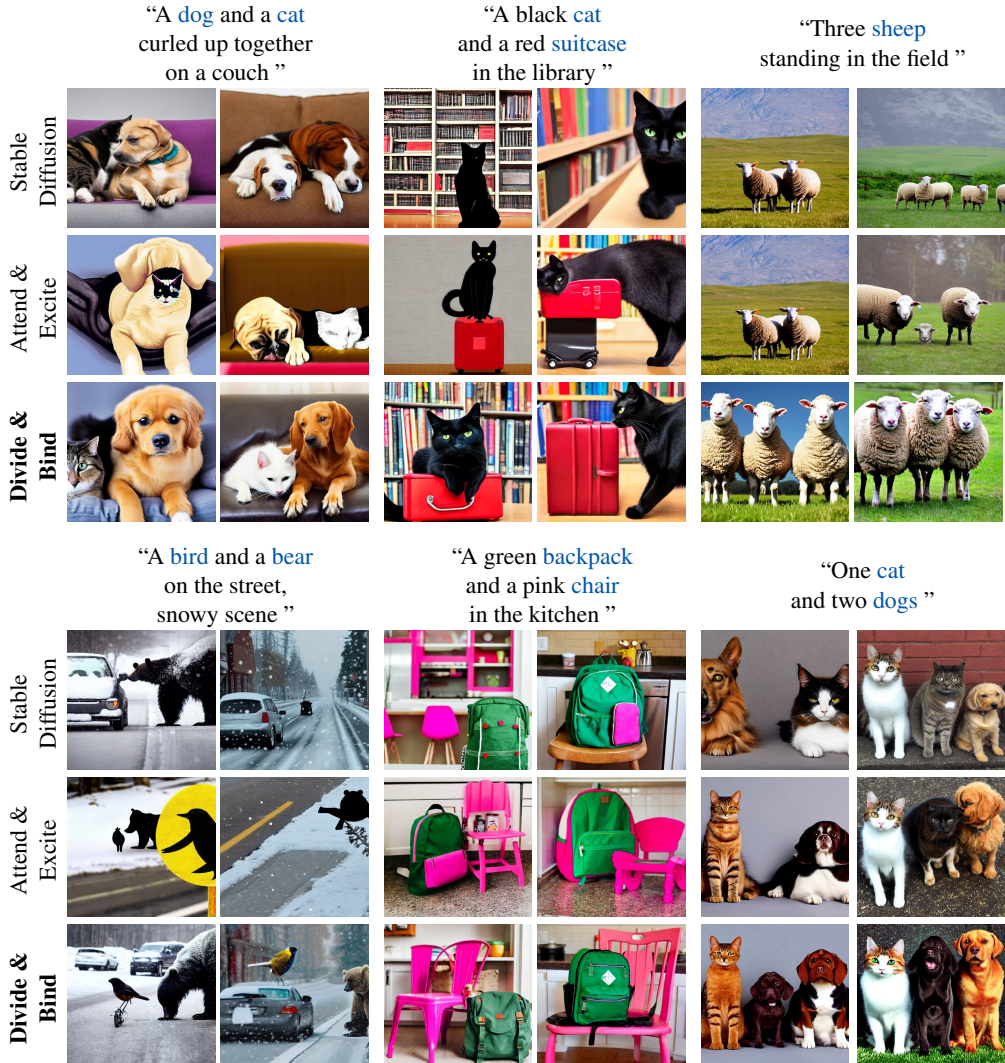 “A dog and a cat
curled up together
on a couch ”
“A black cat
and a red suitcase
in the library ”
“Three sheep
standing in the field ”
Stable
Diffusion
Attend &
Excite
Divide &
Bind
“A bird and a bear
on the street,
snowy scene ”
“A green backpack
and a pink chair
in the kitchen ”
“One cat
and two dogs ”
Stable
Diffusion
Attend &
Excite
Divide &
Bind